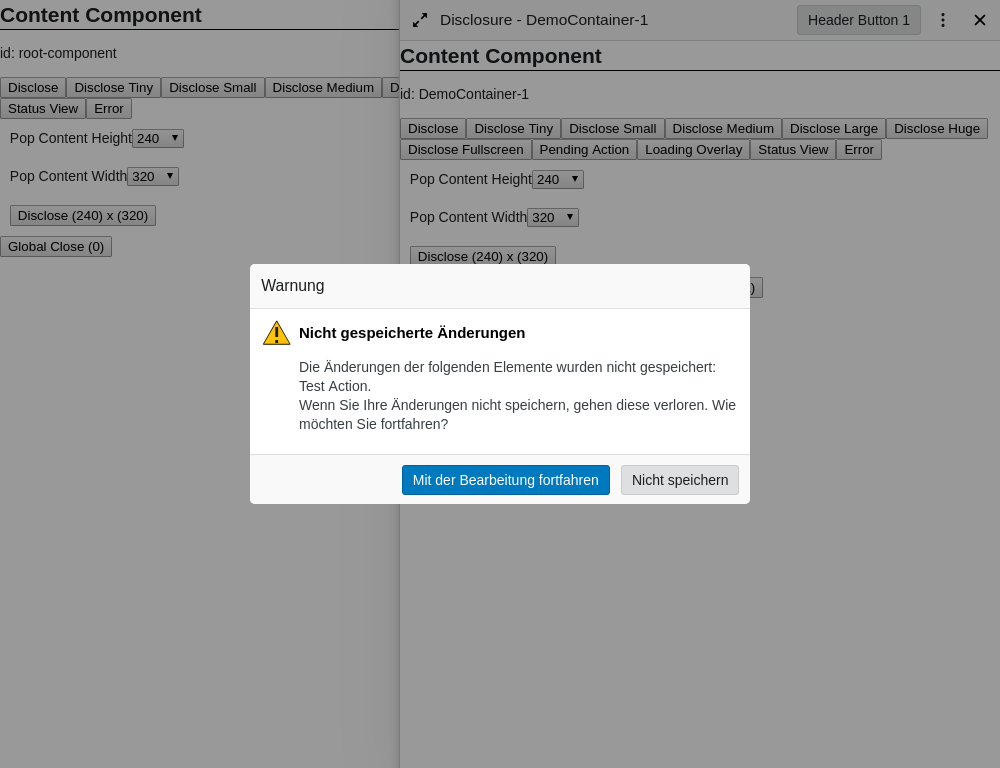 Content Component
id: root-component
Disclose Disclose Tiny Disclose Small Disclose Medium D
Status View Error
Pop Content Height 240
Pop Content Width 320
Disclose (240) x (320)
Global Close (0)
Disclosure - DemoContainer-1 Header Button 1
Content Component
id: DemoContainer-1
Disclose Disclose Tiny Disclose Small Disclose Medium Disclose Large Disclose Huge
Disclose Fullscreen Pending Action Loading Overlay Status View Error
Pop Content Height 240
Pop Content Width 320
Disclose (240) x (320)
)
Warnung
Nicht gespeicherte Änderungen
Die Änderungen der folgenden Elemente wurden nicht gespeichert:
Test Action.
Wenn Sie Ihre Änderungen nicht speichern, gehen diese verloren. Wie
möchten Sie fortfahren?
Mit der Bearbeitung fortfahren Nicht speichern